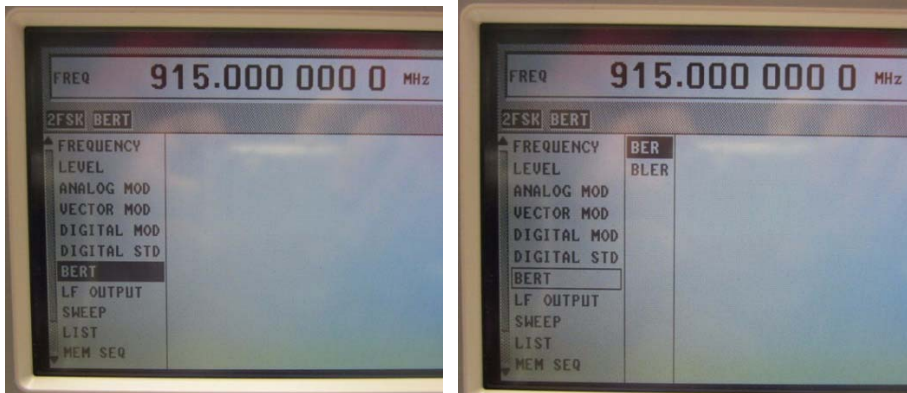 FREQ 915.000 000 0 MHz
2FSK BERT
FREQUENCY
LEVEL
ANALOG MOD
VECTOR MOD
DIGITAL MOD
DIGITAL STD
BERT
LF OUTPUT
SWEEP
LIST
MEM SEQ
FREQ 915.000 000 0 MHz
2FSK BERT
FREQUENCY BER
LEVEL BLER
ANALOG MOD
VECTOR MOD
DIGITAL MOD
DIGITAL STD
BERT
LF OUTPUT
SWEEP
LIST
MEM SEQ